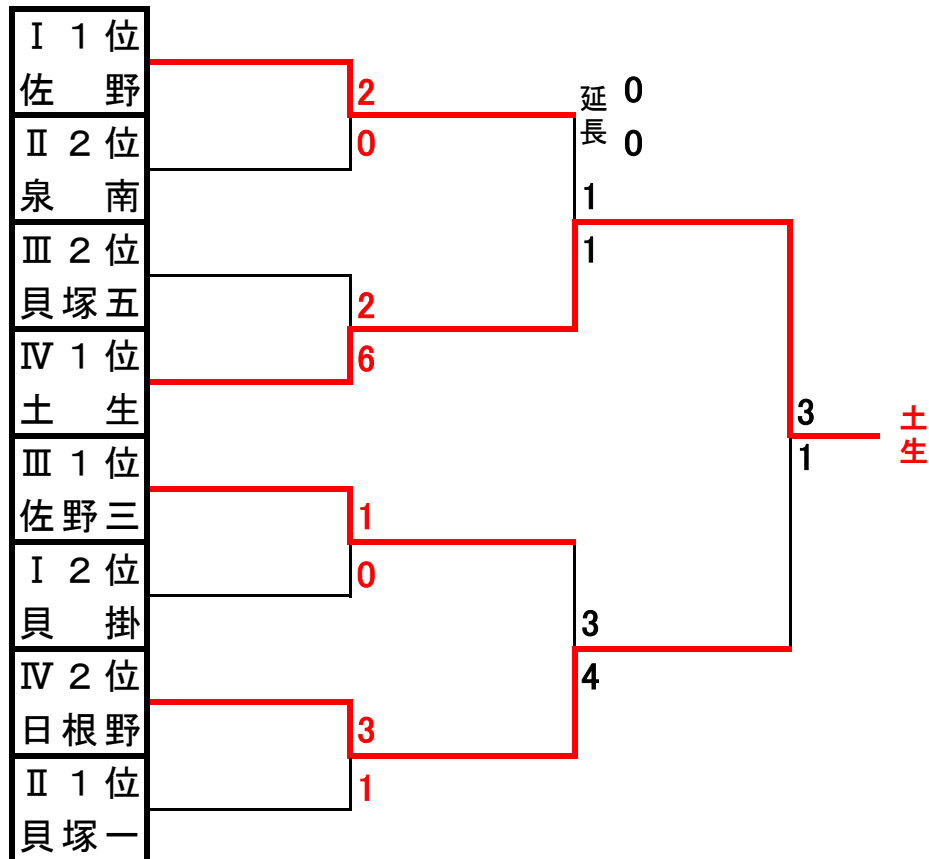 Ⅰ１位
佐　野
Ⅱ２位
泉　南
Ⅲ２位
貝塚五
Ⅳ１位
土　生
Ⅲ１位
佐野三
Ⅰ２位
貝　掛
Ⅳ２位
日根野
Ⅱ１位
貝塚一
2
0
2
6
1
0
3
1
延長
0
0
1
1
3
4
3
1
土生